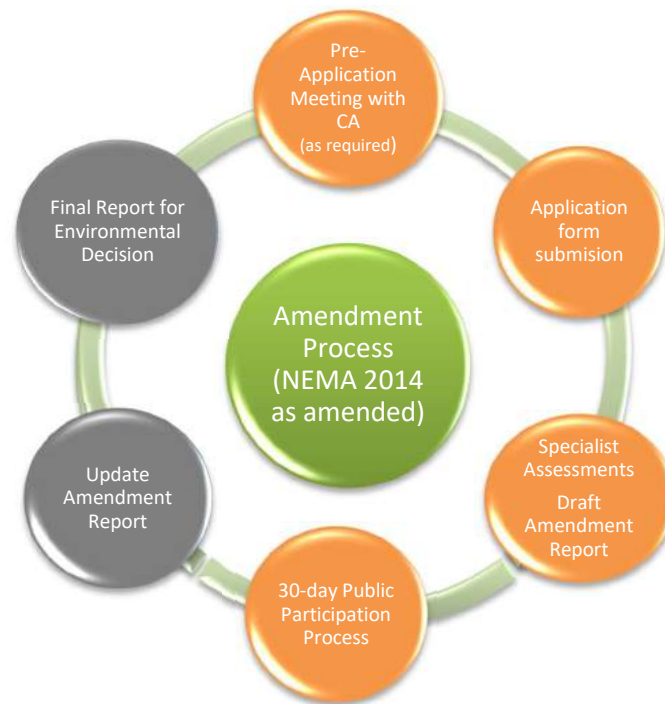 Pre-
Application
Meeting with
CA
(as required)
Application
form
submision
Specialist
Assessments
Draft
Amendment
Report
30-day Public
Participation
Process
Update
Amendment
Report
Final Report for
Environmental
Decision
Amendment
Process
(NEMA 2014
as amended)